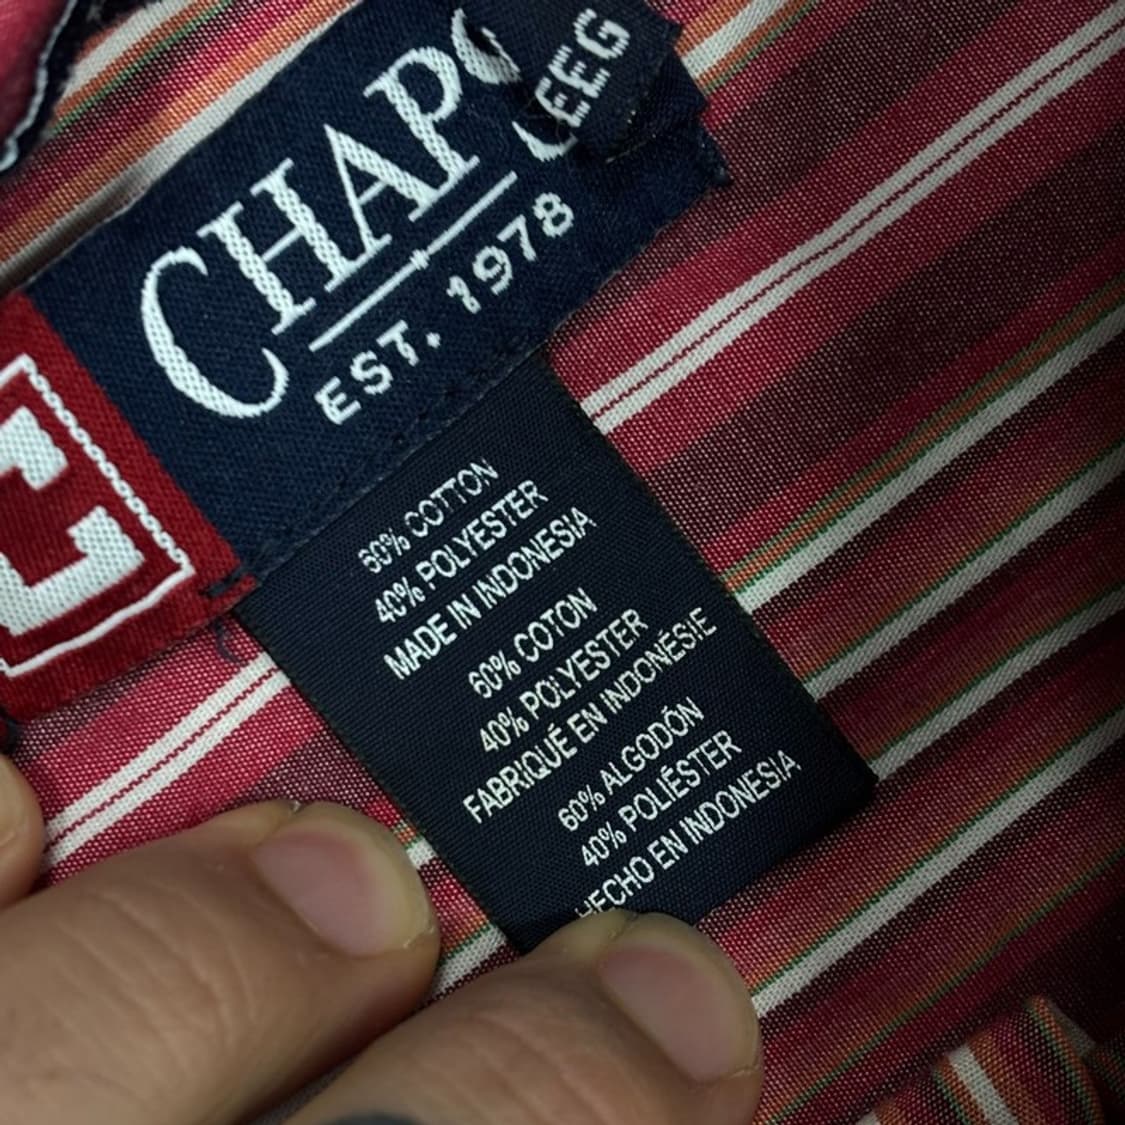 CHAPS
EST. 1978
C
60% COTTON
40% POLYESTER
MADE IN INDONESIA
60% COTON
40% POLYESTER
FABRIQUÉ EN INDONÉSIE
60% ALGODÓN
40% POLIÉSTER
HECHO EN INDONESIA